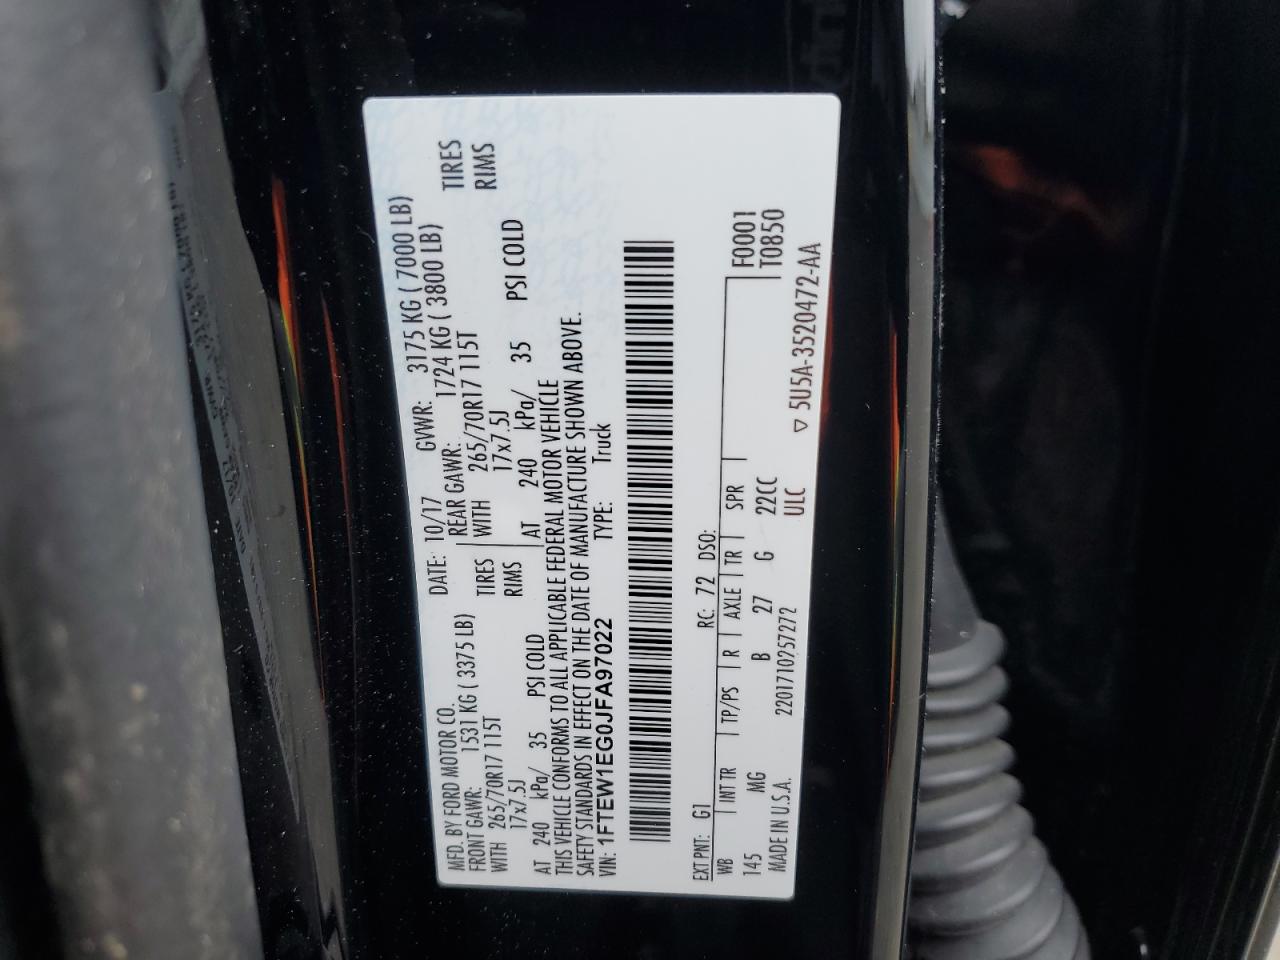 MFD. BY FORD MOTOR CO.
DATE: 10/17 GVWR: 3175 KG ( 7000 LB)
FRONT GAWR: 1531 KG ( 3375 LB) REAR GAWR: 1724 KG ( 3800 LB)
WITH 265/70R17 115T TIRES WITH 265/70R17 115T TIRES
17x7.5J RIMS 17x7.5J RIMS
AT 240 kPa/ 35 PSI COLD AT 240 kPa/ 35 PSI COLD
THIS VEHICLE CONFORMS TO ALL APPLICABLE FEDERAL MOTOR VEHICLE
SAFETY STANDARDS IN EFFECT ON THE DATE OF MANUFACTURE SHOWN ABOVE.
VIN: 1FTEW1EG0JFA97022 TYPE: Truck
EXT PNT: G1 RC: 72 DSO: F0001
T0850
WB INT TR TP/PS R AXLE TR SPR
145 MG B 27 G 22CC
MADE IN U.S.A. 2201710257272 ULC ▽ 5U5A-3520472-AA